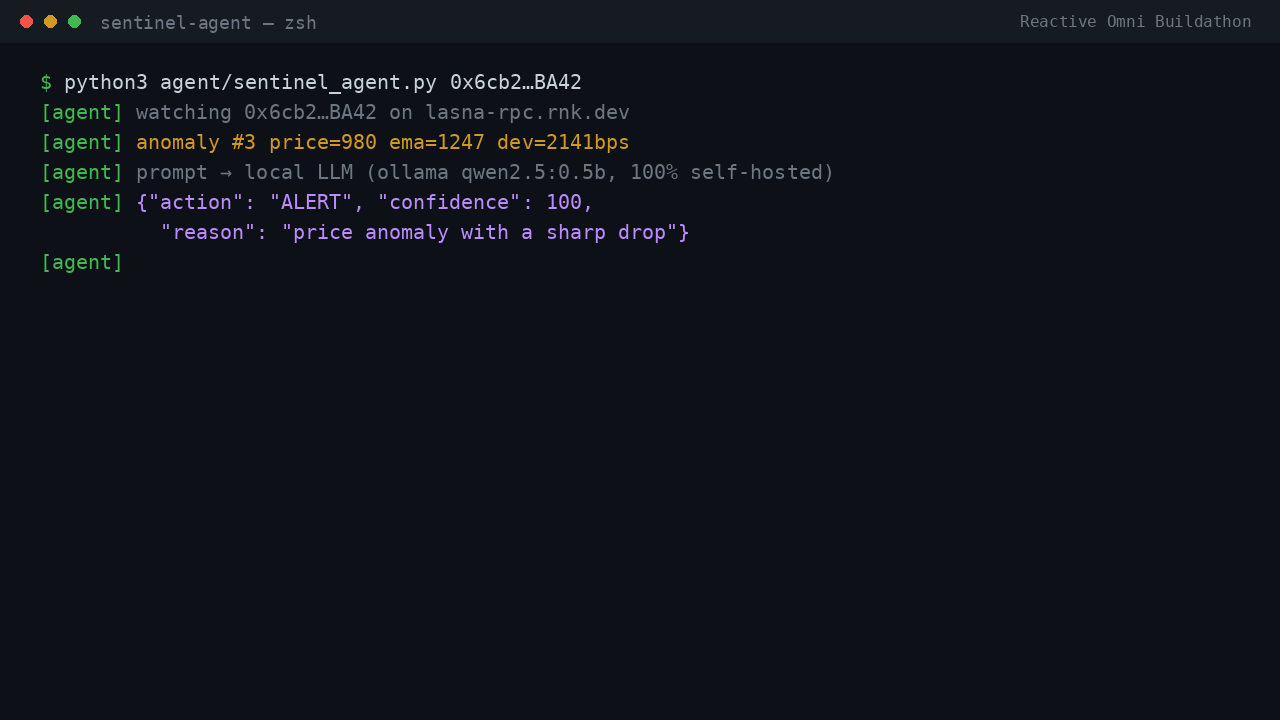 sentinel-agent — zsh
Reactive Omni Buildathon
$ python3 agent/sentinel_agent.py 0x6cb2…BA42
[agent] watching 0x6cb2…BA42 on lasna-rpc.rnk.dev
[agent] anomaly #3 price=980 ema=1247 dev=2141bps
[agent] prompt → local LLM (ollama qwen2.5:0.5b, 100% self-hosted)
[agent] {"action": "ALERT", "confidence": 100,
"reason": "price anomaly with a sharp drop"}
[agent]